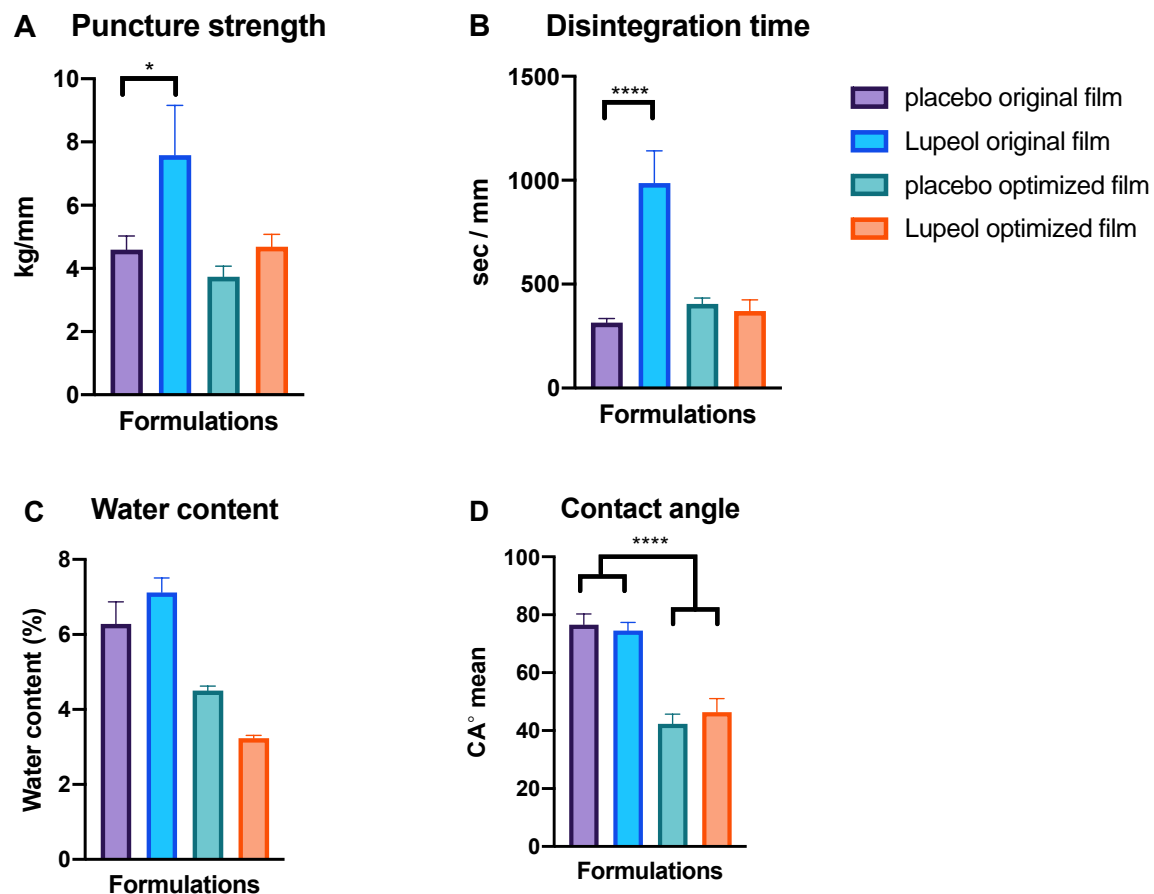 A Puncture strength
*
kg/mm
10
8
6
4
2
0
Formulations
B Disintegration time
****
sec / mm
1500
1000
500
0
Formulations
placebo original film
Lupeol original film
placebo optimized film
Lupeol optimized film
C Water content
Water content (%)
8
6
4
2
0
Formulations
D Contact angle
****
CA° mean
100
80
60
40
20
0
Formulations